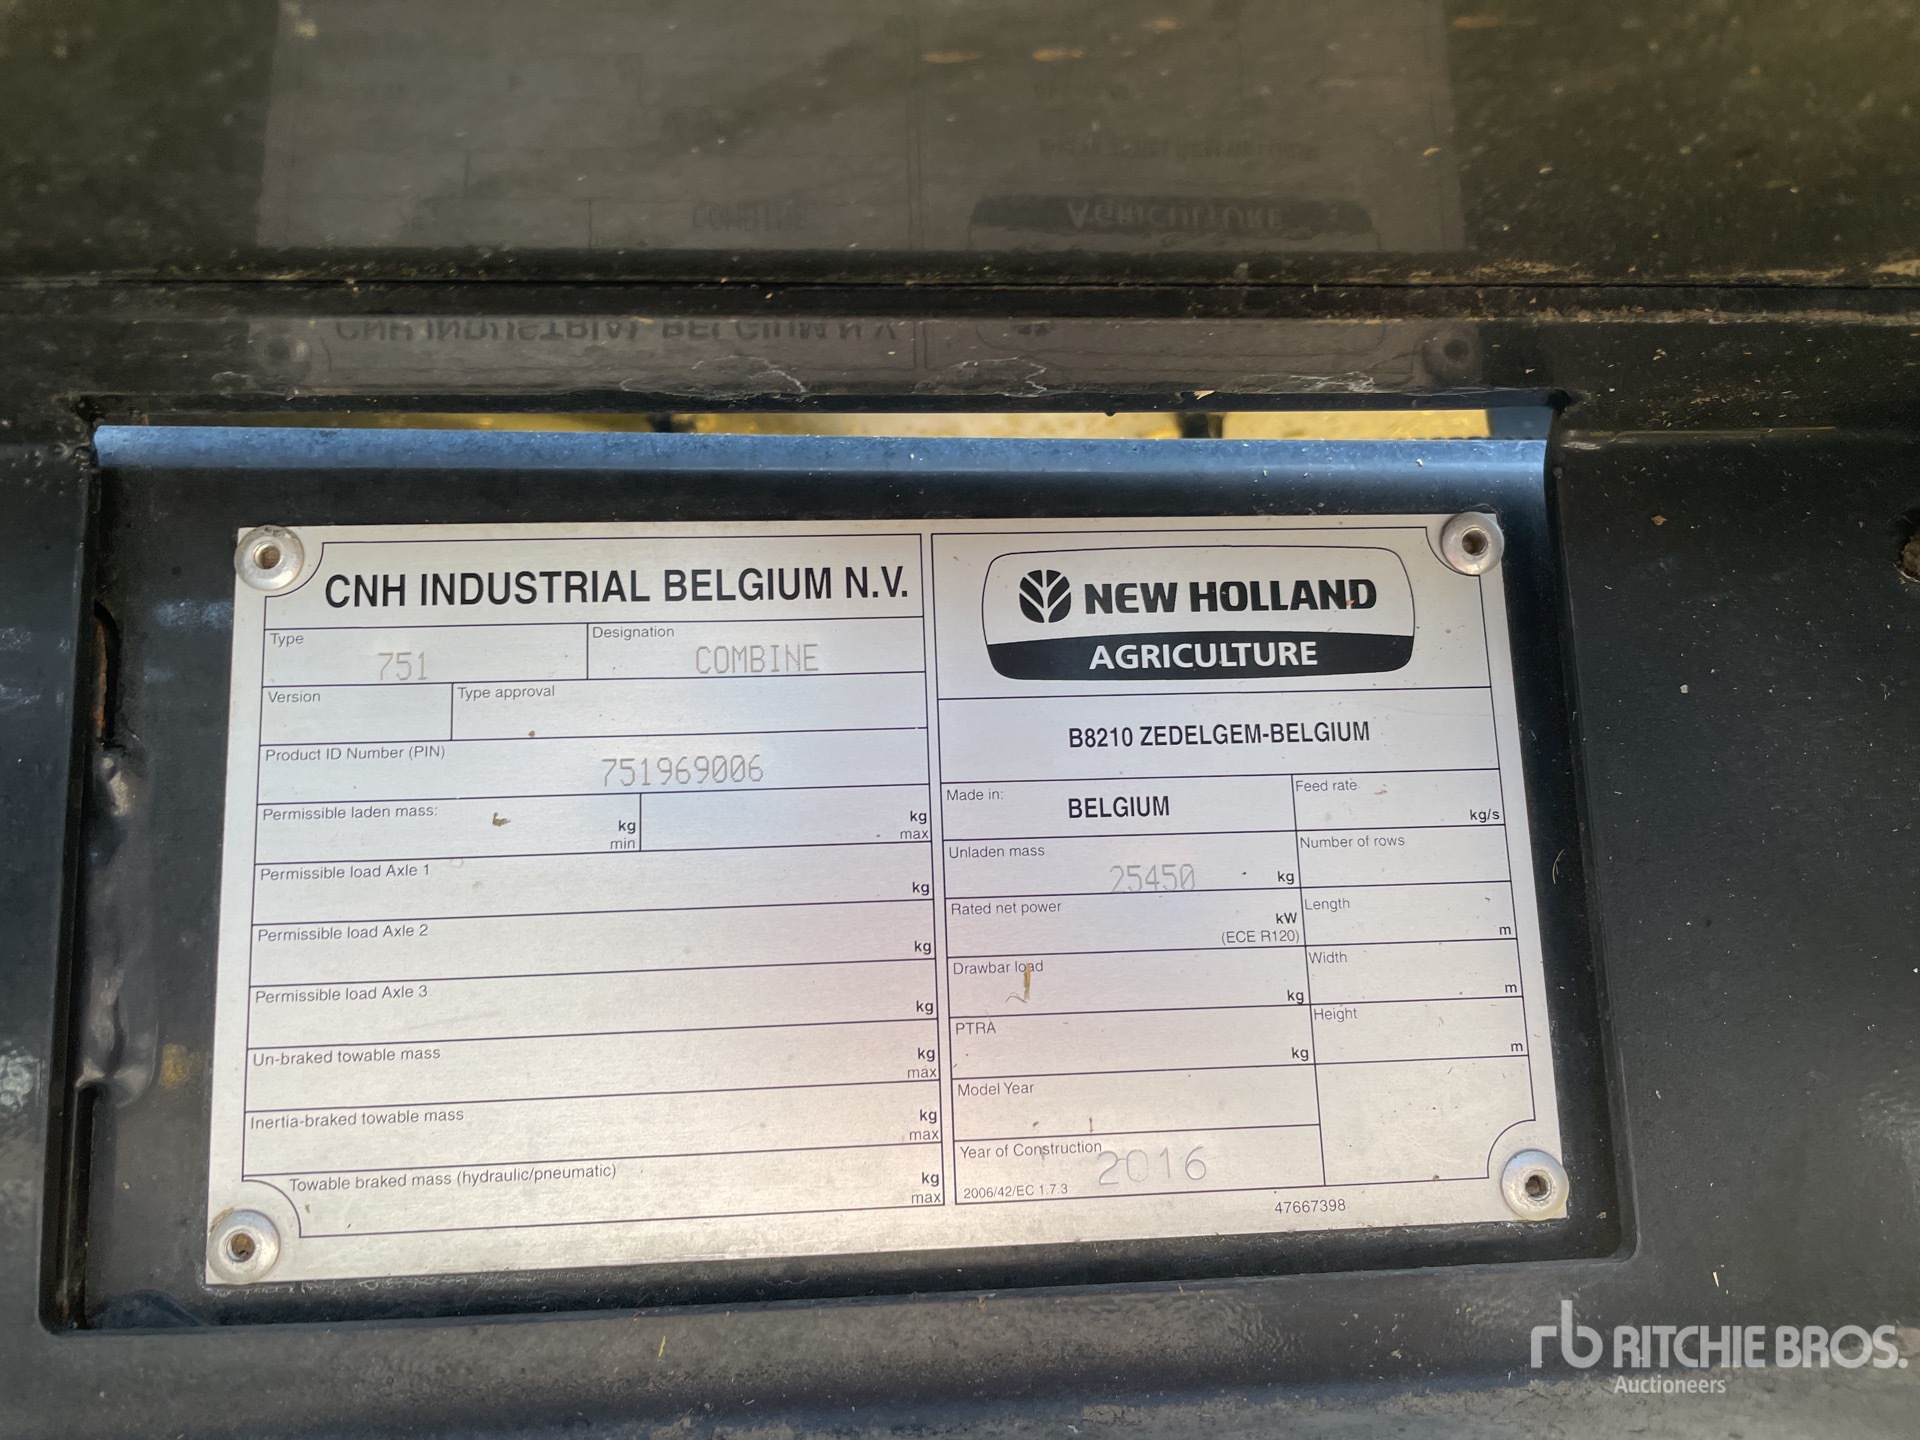 CNH INDUSTRIAL BELGIUM N.V.
Type
751
Designation
COMBINE
Version
Type approval
Product ID Number (PIN)
751969006
Permissible laden mass:
kg
min
kg
max
Permissible load Axle 1
kg
Permissible load Axle 2
kg
Permissible load Axle 3
kg
Un-braked towable mass
kg
max
Inertia-braked towable mass
kg
max
Towable braked mass (hydraulic/pneumatic)
kg
max
NEW HOLLAND
AGRICULTURE
B8210 ZEDELGEM-BELGIUM
Made in:
BELGIUM
Feed rate
kg/s
Unladen mass
25450
kg
Number of rows
Rated net power
kW
(ECE R120)
Length
m
Drawbar load
kg
Width
m
PTRA
kg
Height
m
Model Year
Year of Construction
2016
2006/42/EC 1.7.3
47667398
rb RITCHIE BROS.
Auctioneers